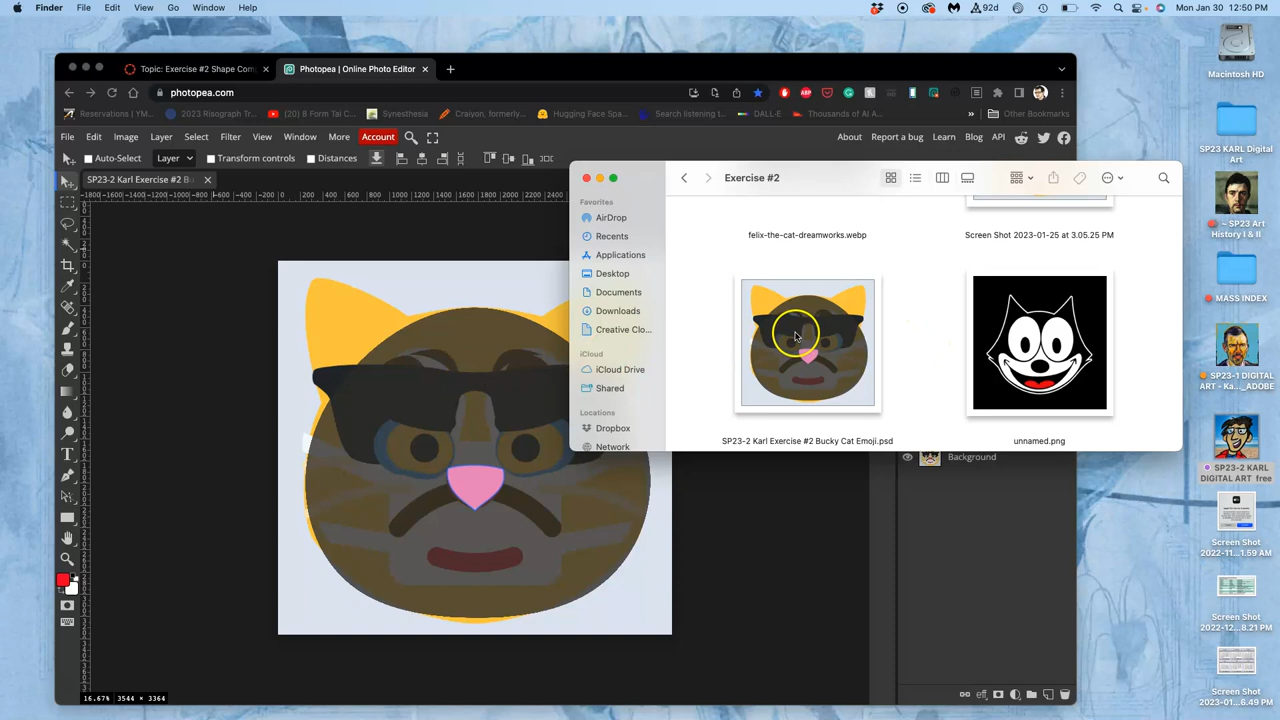 Finder File Edit View Go Window Help
92d
Mon Jan 30 12:50 PM
Topic: Exercise #2 Shape Com
Photopea | Online Photo Editor
photopea.com
Reservations | YM...
2023 Risograph Tr...
(20) B Form Tai C...
Synesthesia
Craiyon, formerly...
Hugging Face Spa...
Search listening t...
DALL·E
Thousands of AI A...
Other Bookmarks
File Edit Image Layer Select Filter View Window More Account
About Report a bug Learn Blog API
Auto-Select Layer Transform controls Distances
SP23-2 Karl Exercise #2 Bu
Exercise #2
Favorites
AirDrop
Recents
Applications
Desktop
Documents
Downloads
Creative Clo...
iCloud
iCloud Drive
Shared
Locations
Dropbox
Network
felix-the-cat-dreamworks.webp
Screen Shot 2023-01-25 at 3.05.25 PM
SP23-2 Karl Exercise #2 Bucky Cat Emoji.psd
unnamed.png
Background
16.67% 3544 × 3364
Macintosh HD
SP23 KARL Digital
Art
~ SP23 Art
History I & II
MASS INDEX
SP23-1 DIGITAL
ART - Ka..._ADOBE
SP23-2 KARL
DIGITAL ART free
Screen Shot
2022-11...1.59 AM
Screen Shot
2022-12...8.21 PM
Screen Shot
2023-01...6.49 PM